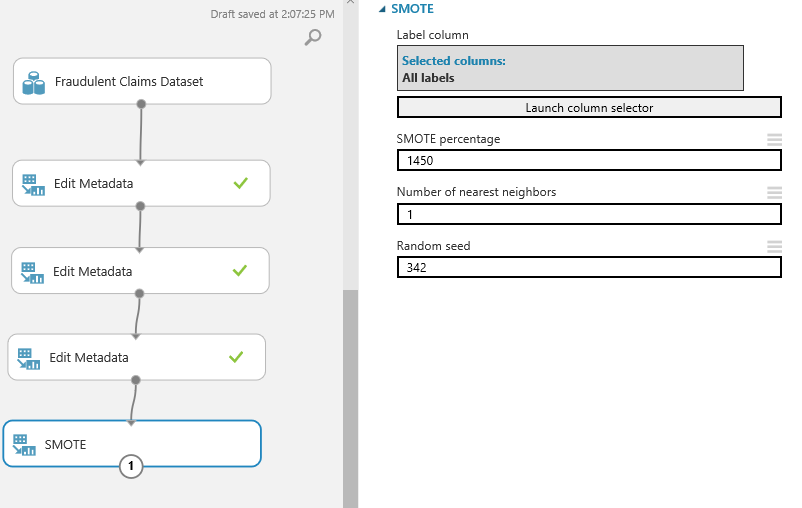 Draft saved at 2:07:25 PM
Fraudulent Claims Dataset
Edit Metadata
Edit Metadata
Edit Metadata
SMOTE
1
SMOTE
Label column
Selected columns:
All labels
Launch column selector
SMOTE percentage
1450
Number of nearest neighbors
1
Random seed
342